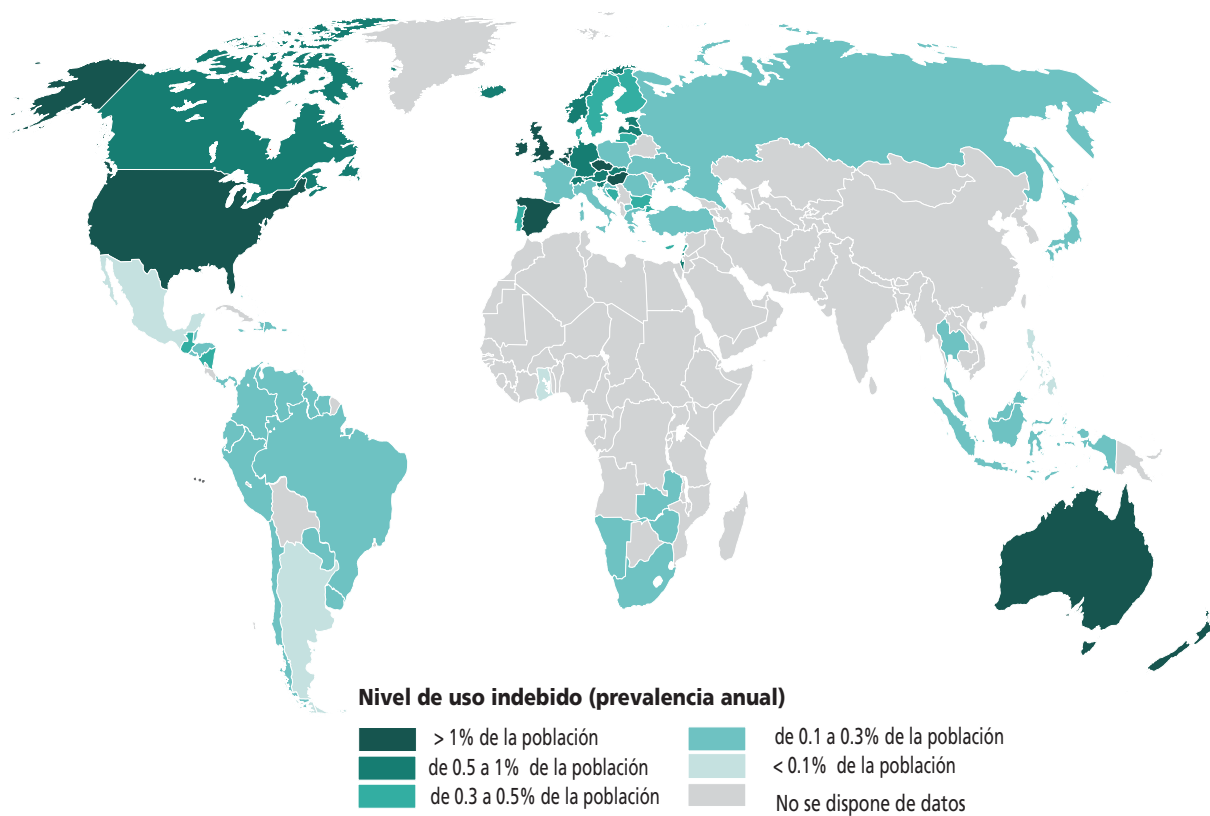 Nivel de uso indebido (prevalencia anual)
> 1% de la población
de 0.5 a 1% de la población
de 0.3 a 0.5% de la población
de 0.1 a 0.3% de la población
< 0.1% de la población
No se dispone de datos